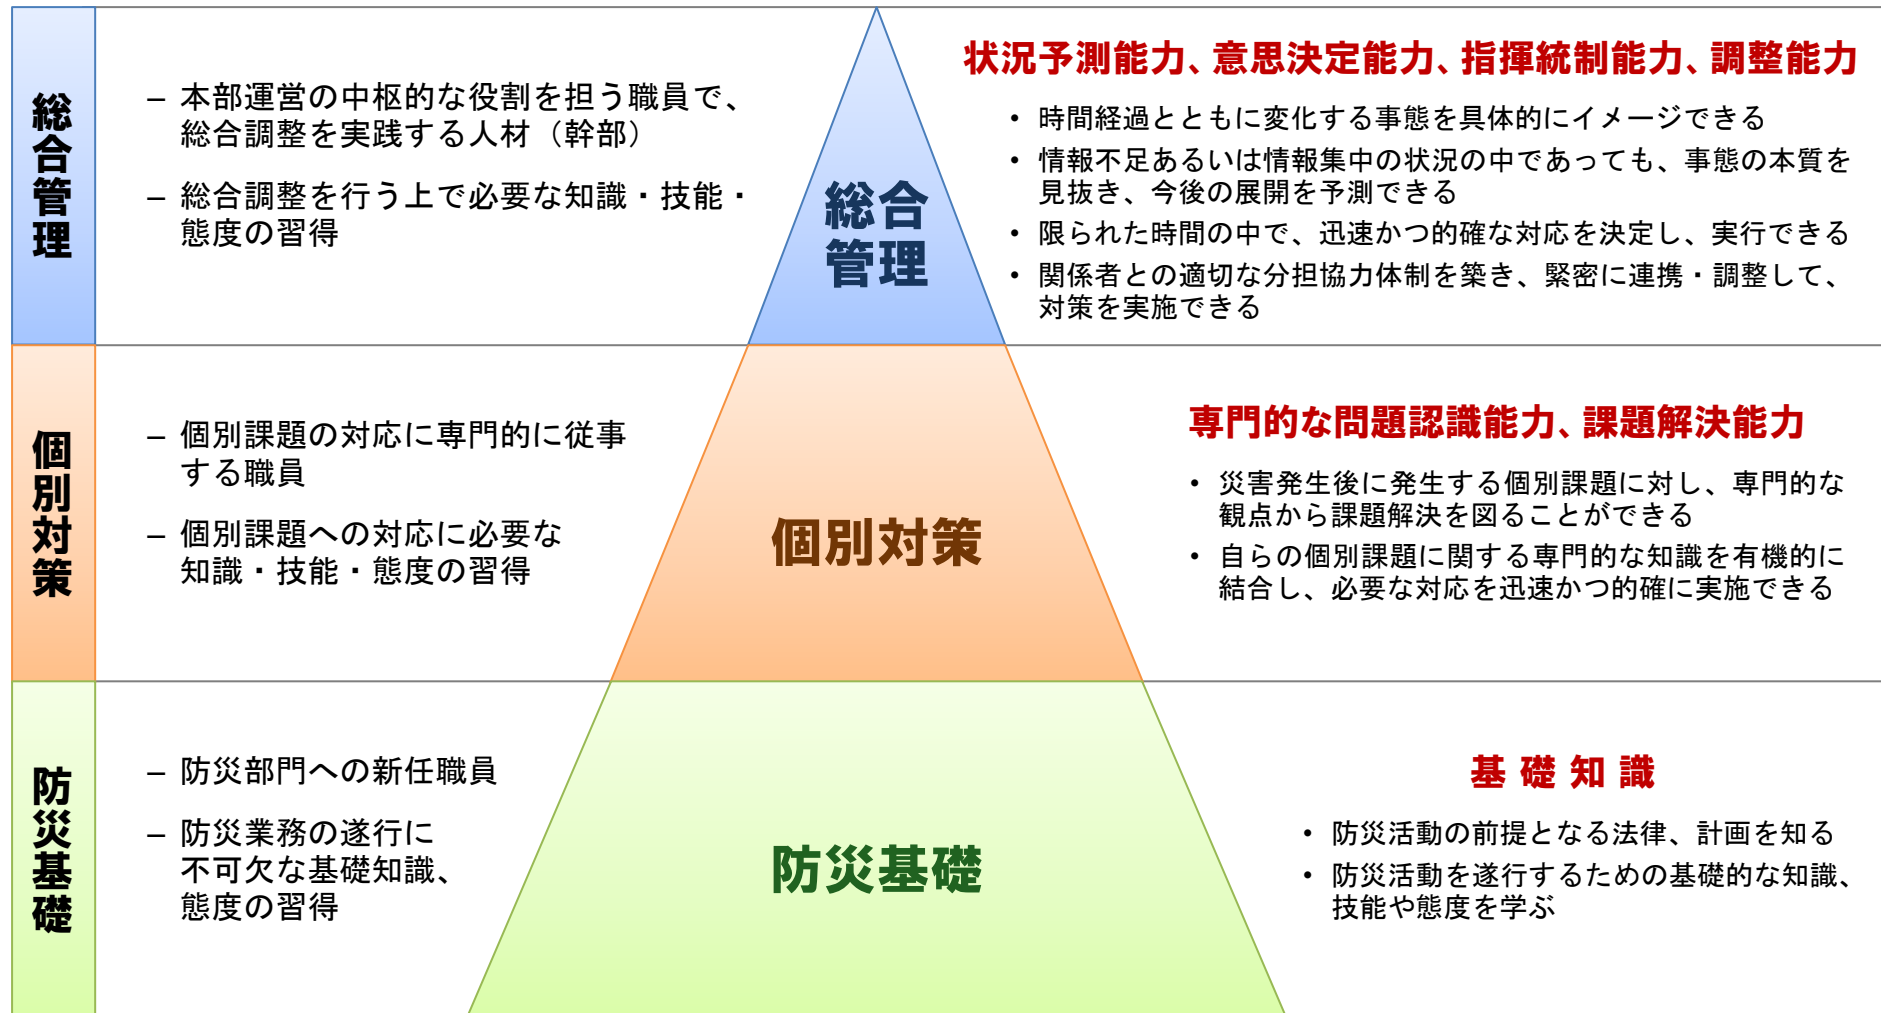 総合管理
– 本部運営の中枢的な役割を担う職員で、
総合調整を実践する人材（幹部）
– 総合調整を行う上で必要な知識・技能・
態度の習得
総合
管理
状況予測能力、意思決定能力、指揮統制能力、調整能力
• 時間経過とともに変化する事態を具体的にイメージできる
• 情報不足あるいは情報集中の状況の中であっても、事態の本質を
見抜き、今後の展開を予測できる
• 限られた時間の中で、迅速かつ的確な対応を決定し、実行できる
• 関係者との適切な分担協力体制を築き、緊密に連携・調整して、
対策を実施できる
個別対策
– 個別課題の対応に専門的に従事
する職員
– 個別課題への対応に必要な
知識・技能・態度の習得
個別対策
専門的な問題認識能力、課題解決能力
• 災害発生後に発生する個別課題に対し、専門的な
観点から課題解決を図ることができる
• 自らの個別課題に関する専門的な知識を有機的に
結合し、必要な対応を迅速かつ的確に実施できる
防災基礎
– 防災部門への新任職員
– 防災業務の遂行に
不可欠な基礎知識、
態度の習得
防災基礎
基礎知識
• 防災活動の前提となる法律、計画を知る
• 防災活動を遂行するための基礎的な知識、
技能や態度を学ぶ